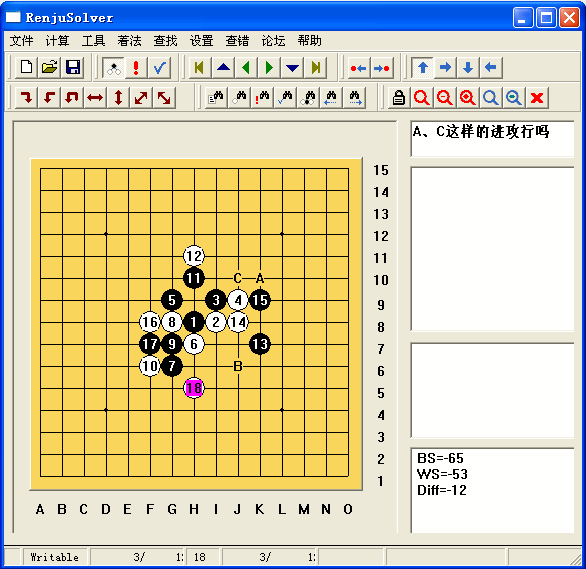 RenjuSolver
文件 计算 工具 着法 查找 设置 查错 论坛 帮助
A、C这样的进攻行吗
15
14
13
12
12
11
11 C A 10
5 3 4 15 9
16 8 1 2 14 8
17 9 6 13 7
10 7 B 6
18 5
4
3
2
1
A B C D E F G H I J K L M N O
BS=-65
WS=-53
Diff=-12
Writable 3/ 1: 18 3/ 1: